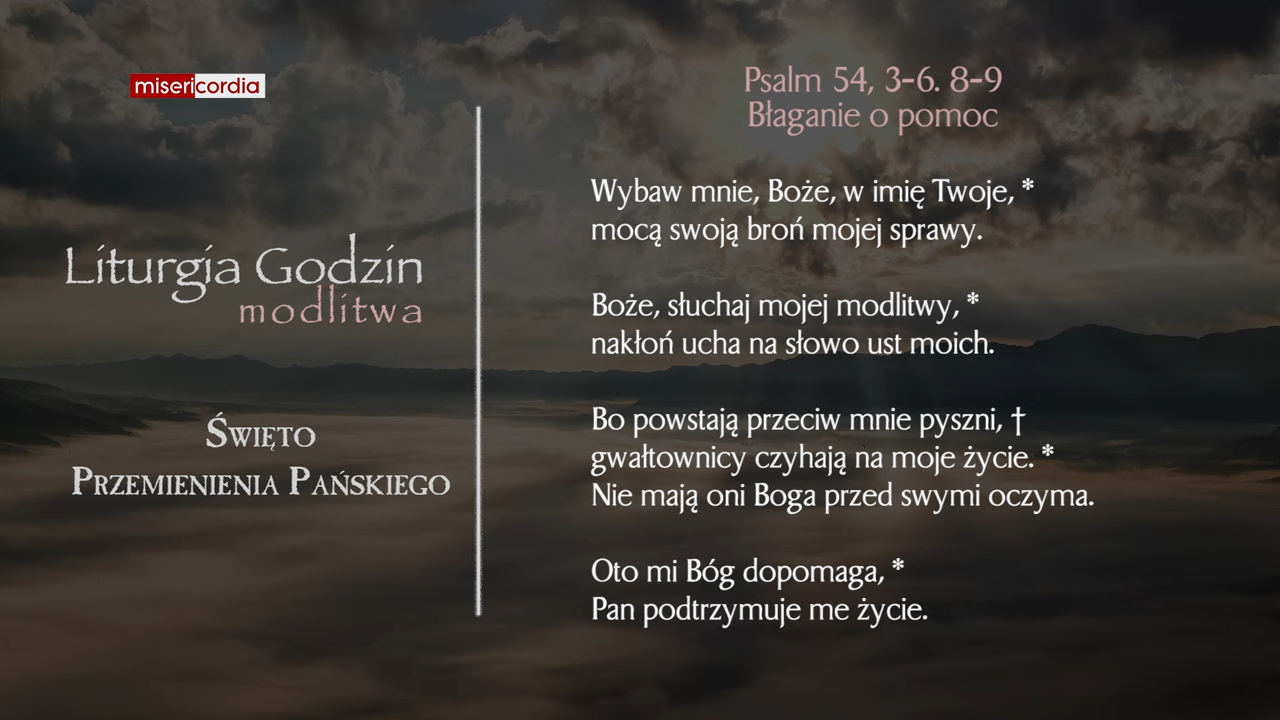 misericordia
Liturgia Godzin
modlitwa
Święto
Przemienienia Pańskiego
Psalm 54, 3-6. 8-9
Błaganie o pomoc
Wybaw mnie, Boże, w imię Twoje, *
mocą swoją broń mojej sprawy.
Boże, słuchaj mojej modlitwy, *
nakłoń ucha na słowo ust moich.
Bo powstają przeciw mnie pyszni, †
gwałtownicy czyhają na moje życie. *
Nie mają oni Boga przed swymi oczyma.
Oto mi Bóg dopomaga, *
Pan podtrzymuje me życie.